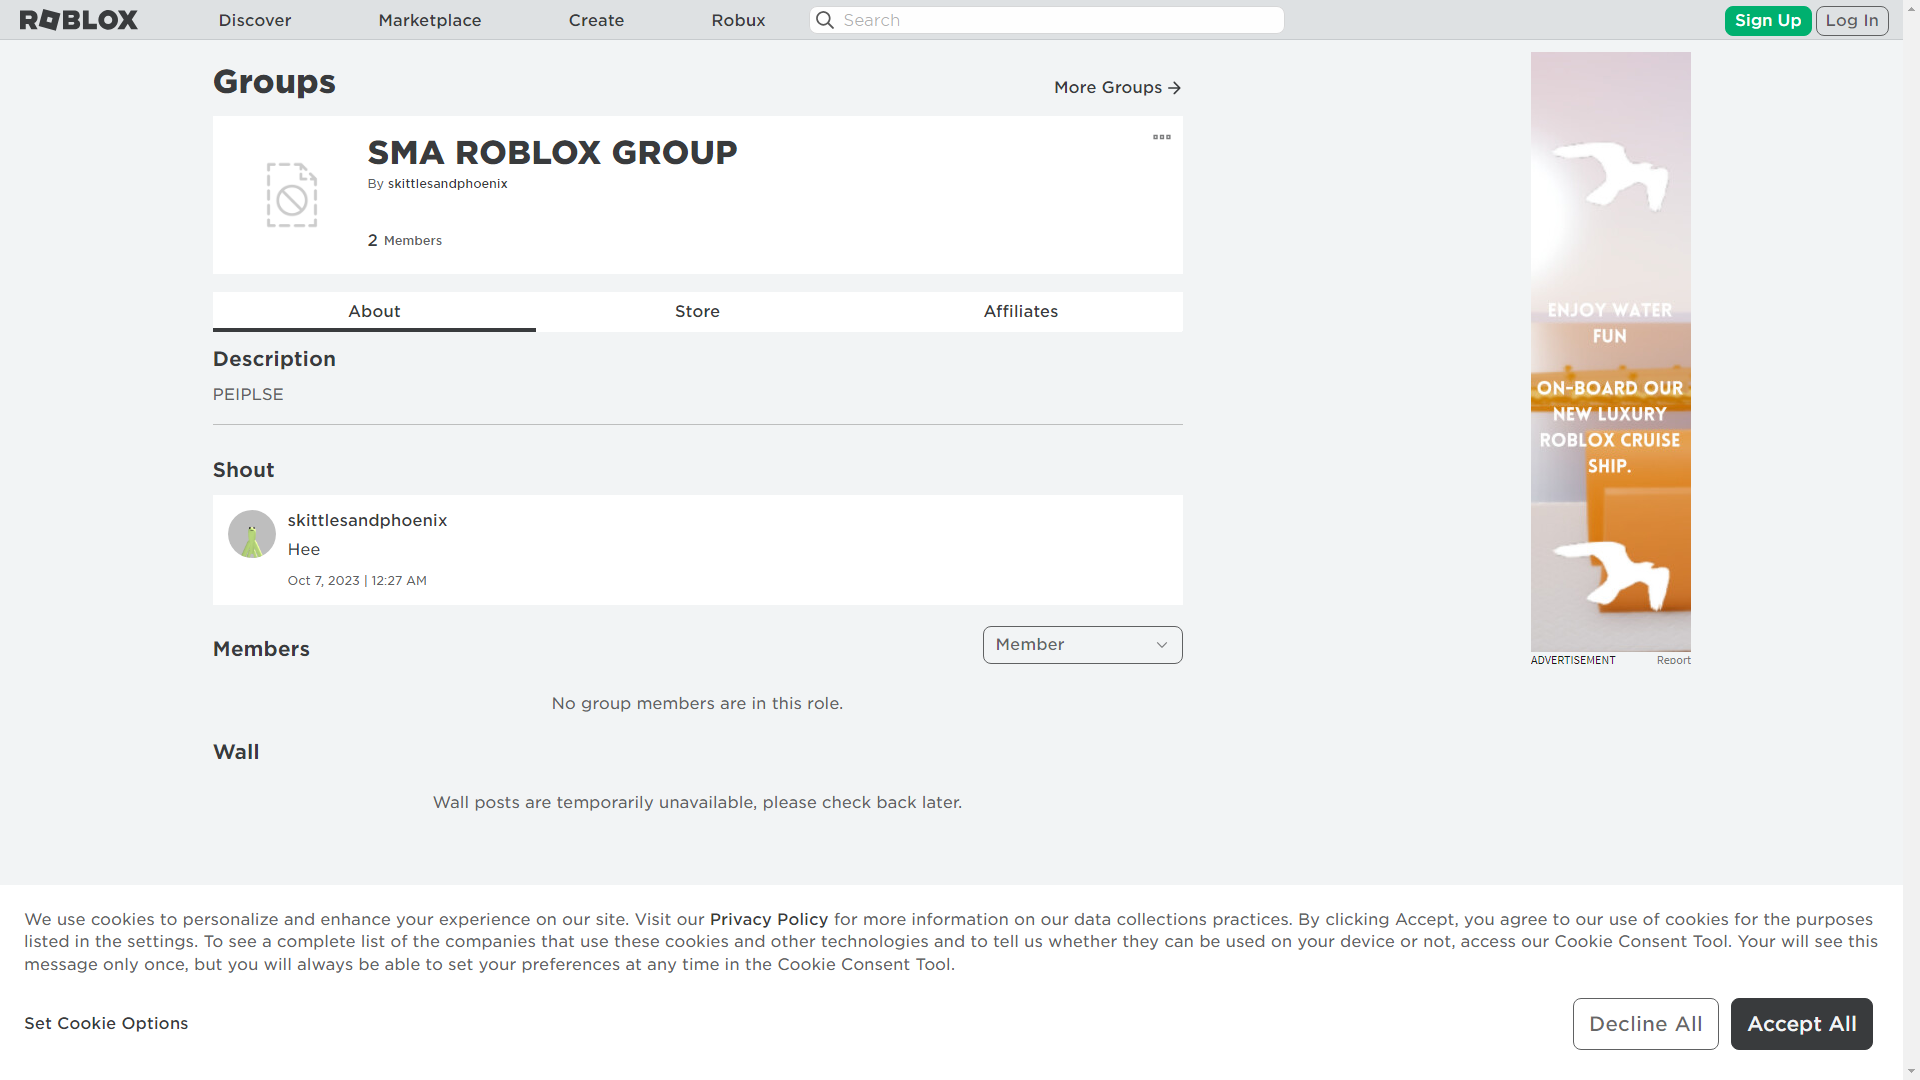 ROBLOX
Discover
Marketplace
Create
Robux
Search
Sign Up
Log In
Groups
More Groups
SMA ROBLOX GROUP
By skittlesandphoenix
2 Members
About
Store
Affiliates
Description
PEIPLSE
Shout
skittlesandphoenix
Hee
Oct 7, 2023 | 12:27 AM
Members
Member
No group members are in this role.
Wall
Wall posts are temporarily unavailable, please check back later.
ENJOY WATER
FUN
ON-BOARD OUR
NEW LUXURY
ROBLOX CRUISE
SHIP.
ADVERTISEMENT
Report
We use cookies to personalize and enhance your experience on our site. Visit our Privacy Policy for more information on our data collections practices. By clicking Accept, you agree to our use of cookies for the purposes
listed in the settings. To see a complete list of the companies that use these cookies and other technologies and to tell us whether they can be used on your device or not, access our Cookie Consent Tool. Your will see this
message only once, but you will always be able to set your preferences at any time in the Cookie Consent Tool.
Set Cookie Options
Decline All
Accept All